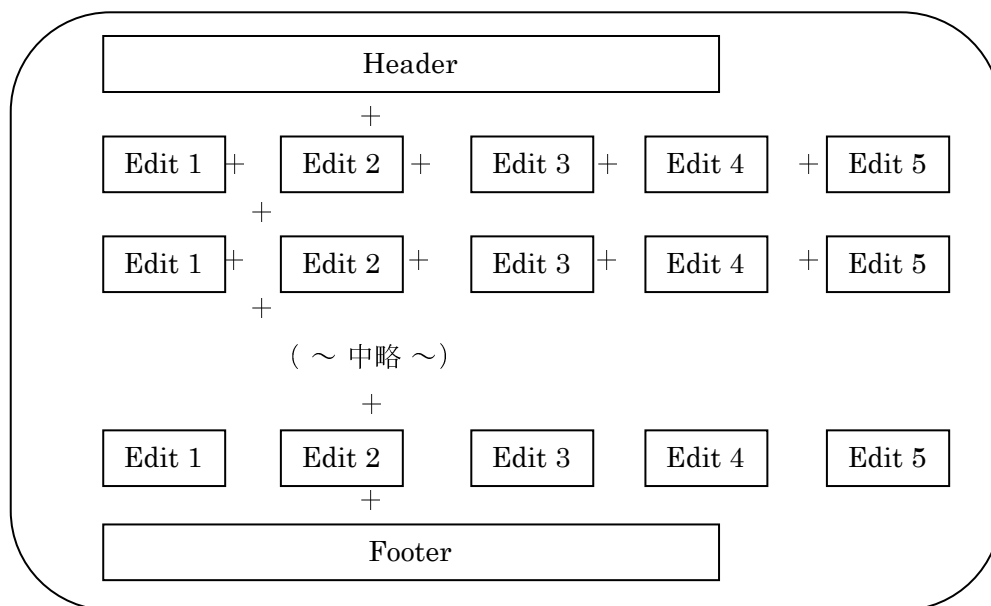 Header
+
Edit 1 + Edit 2 + Edit 3 + Edit 4 + Edit 5
+
Edit 1 + Edit 2 + Edit 3 + Edit 4 + Edit 5
+
( ~ 中略 ~)
+
Edit 1 Edit 2 Edit 3 Edit 4 Edit 5
+
Footer